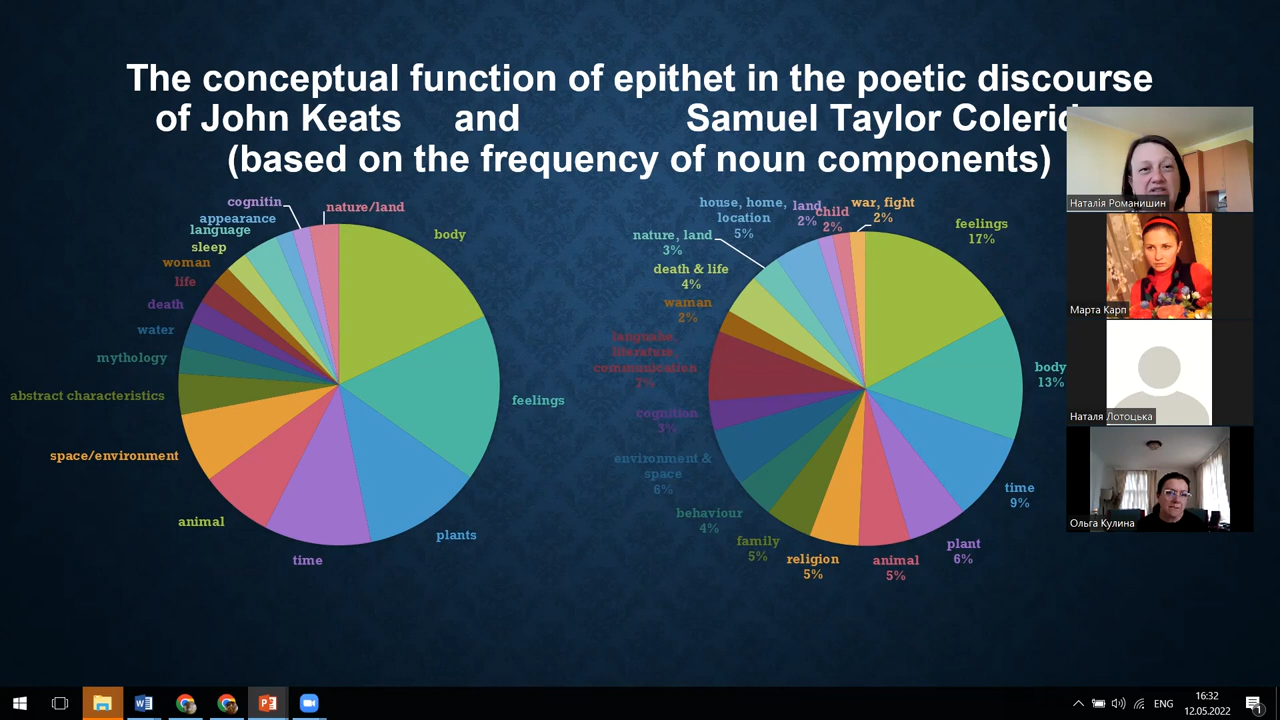 The conceptual function of epithet in the poetic discourse
of John Keats and Samuel Taylor Colerid
(based on the frequency of noun components)
cognitin
appearance
language
sleep
woman
life
death
water
mythology
abstract characteristics
space/environment
animal
time
plants
feelings
body
nature/land
house, home,
location
5%
land
2%
child
2%
war, fight
2%
feelings
17%
nature, land
3%
death & life
4%
waman
2%
languahe,
literature,
communication
7%
cognition
3%
environment &
space
6%
behaviour
4%
family
5%
religion
5%
animal
5%
plant
6%
time
9%
body
13%
Наталія Романишин
Марта Карп
Наталя Лотоцька
Ольга Кулина
ENG
16:32
12.05.2022
1